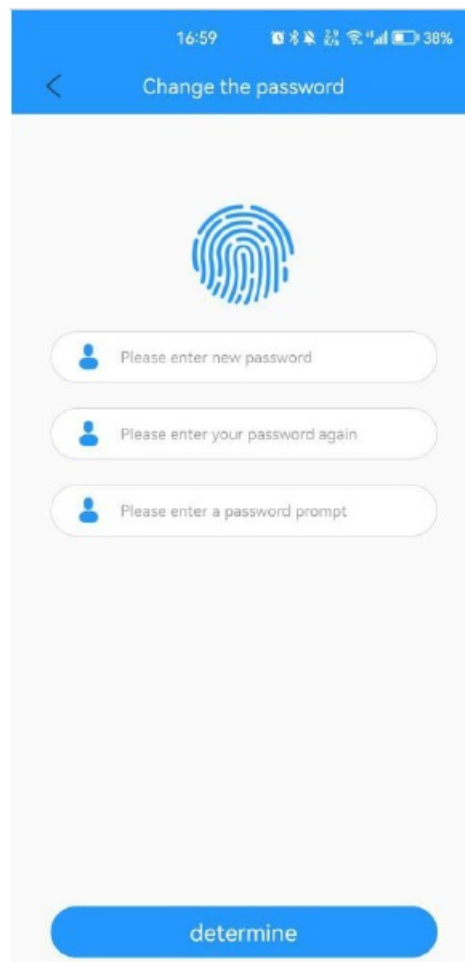 16:59 38%
Change the password
Please enter new password
Please enter your password again
Please enter a password prompt
determine